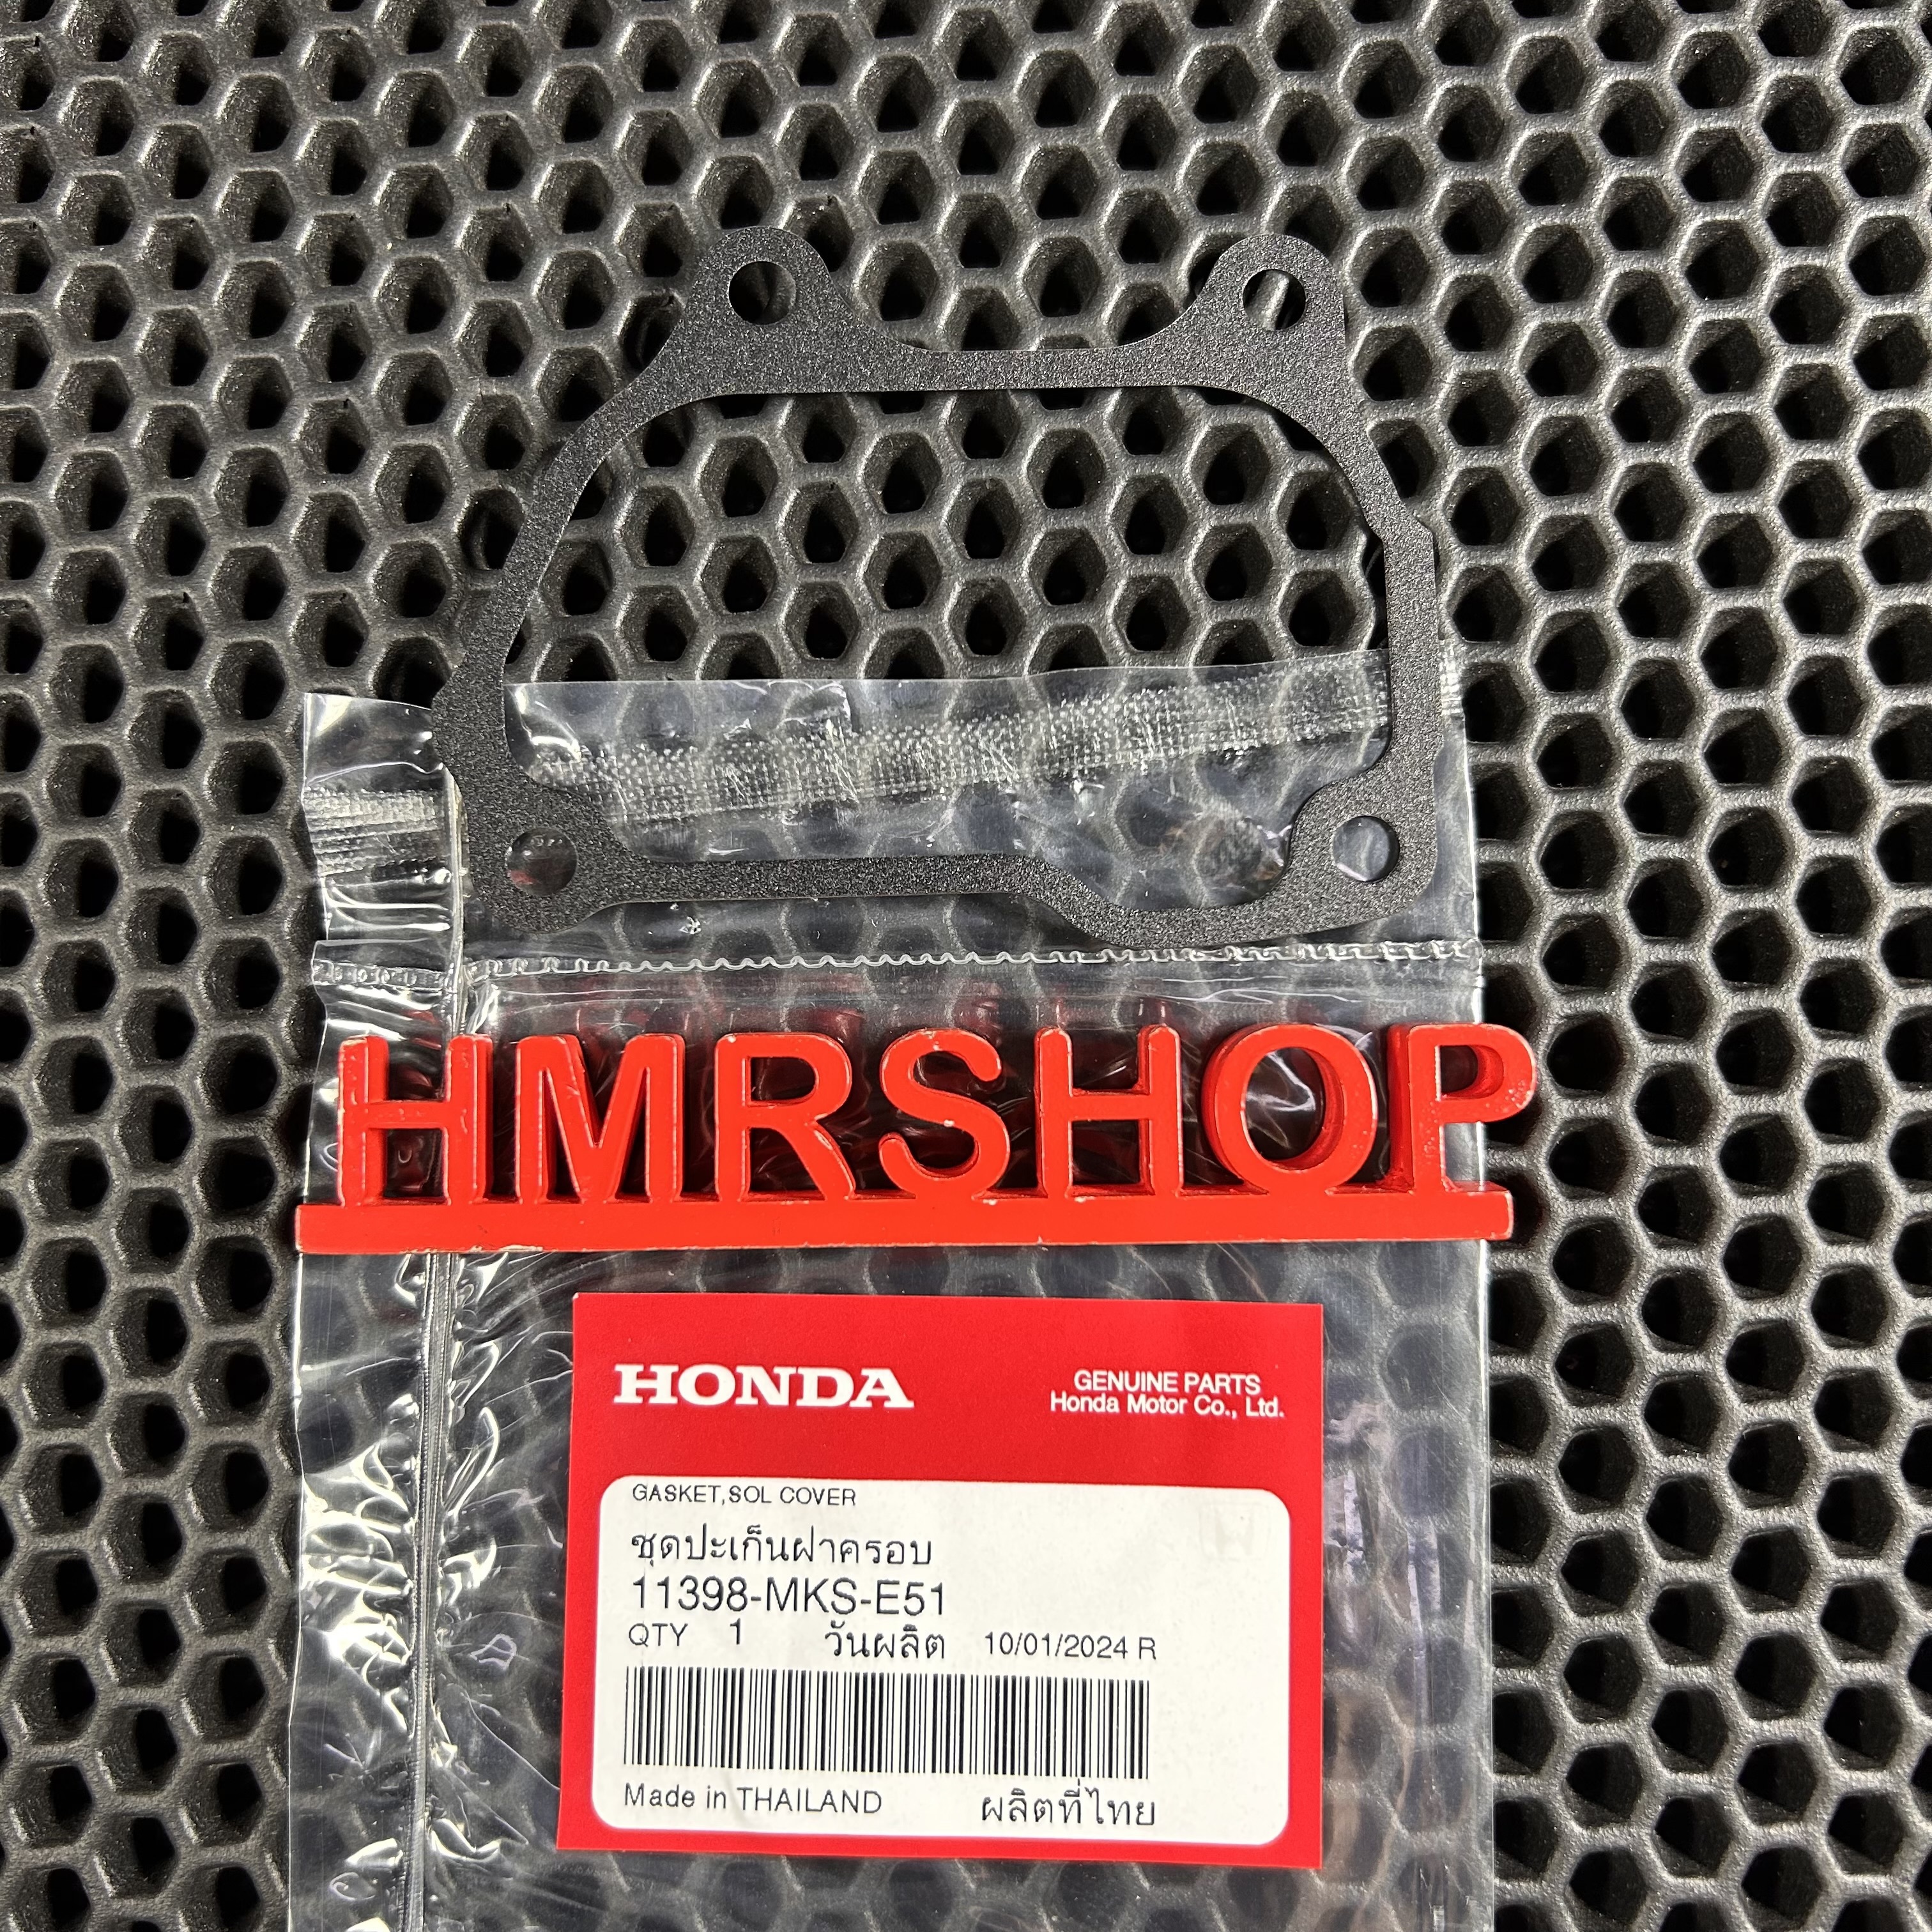 HMRSHOP
HONDA
GENUINE PARTS
Honda Motor Co., Ltd.
GASKET,SOL COVER
ชุดปะเก็นฝาครอบ
11398-MKS-E51
QTY 1 วันผลิต 10/01/2024 R
Made in THAILAND ผลิตที่ไทย